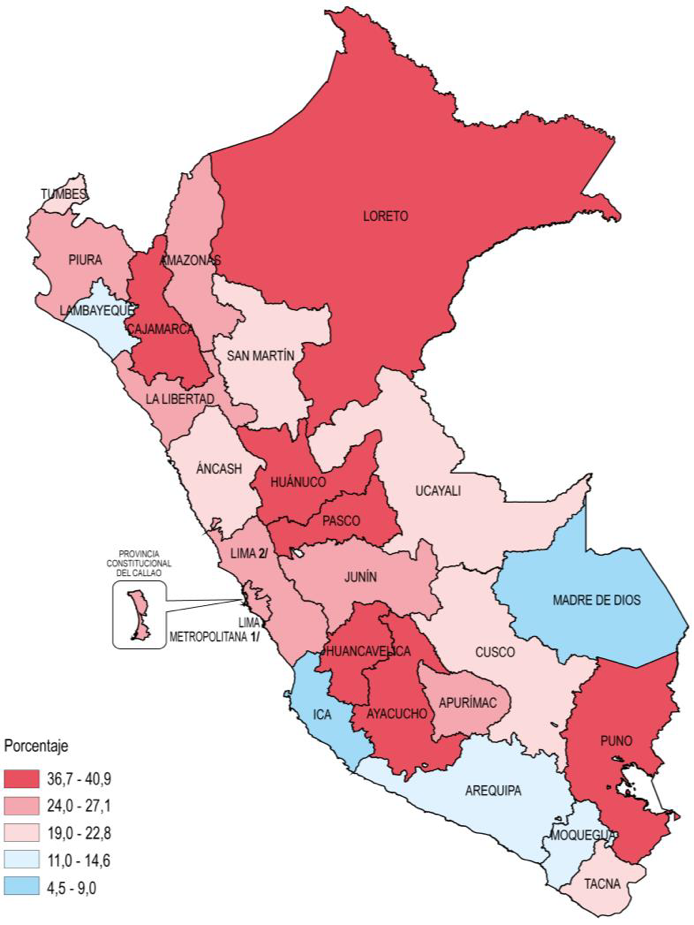 LORETO
TUMBES
PIURA
AMAZONAS
LAMBAYEQUE
CAJAMARCA
SAN MARTÍN
LA LIBERTAD
ÁNCASH
HUÁNUCO
UCAYALI
PASCO
LIMA 2/
PROVINCIA
CONSTITUCIONAL
DEL CALLAO
JUNÍN
MADRE DE DIOS
LIMA
METROPOLITANA 1/
HUANCAVELICA
CUSCO
APURÍMAC
ICA
AYACUCHO
PUNO
AREQUIPA
MOQUEGUA
TACNA
Porcentaje
36,7 - 40,9
24,0 - 27,1
19,0 - 22,8
11,0 - 14,6
4,5 - 9,0